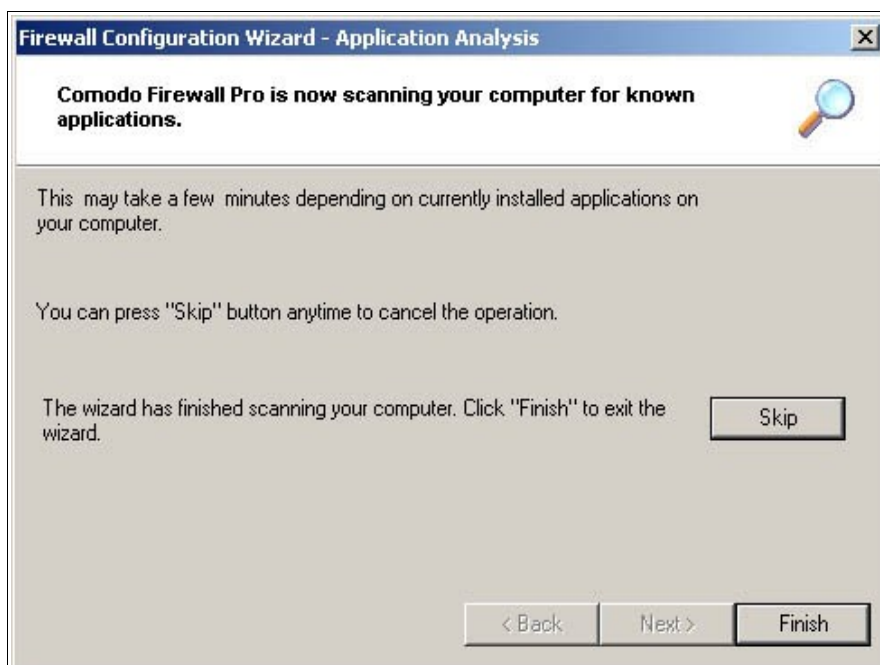 Firewall Configuration Wizard - Application Analysis
Comodo Firewall Pro is now scanning your computer for known
applications.
This may take a few minutes depending on currently installed applications on
your computer.
You can press "Skip" button anytime to cancel the operation.
The wizard has finished scanning your computer. Click "Finish" to exit the
wizard.
Skip
< Back
Next >
Finish